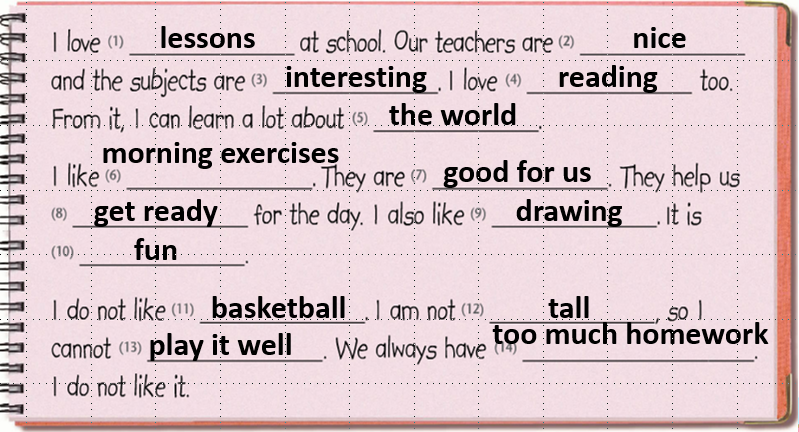 I love (1) lessons at school. Our teachers are (2) nice
and the subjects are (3) interesting. I love (4) reading too.
From it, I can learn a lot about (5) the world.
I like (6) morning exercises. They are (7) good for us. They help us
(8) get ready for the day. I also like (9) drawing. It is
(10) fun.
I do not like (11) basketball. I am not (12) tall, so I
cannot (13) play it well. We always have (14) too much homework.
I do not like it.